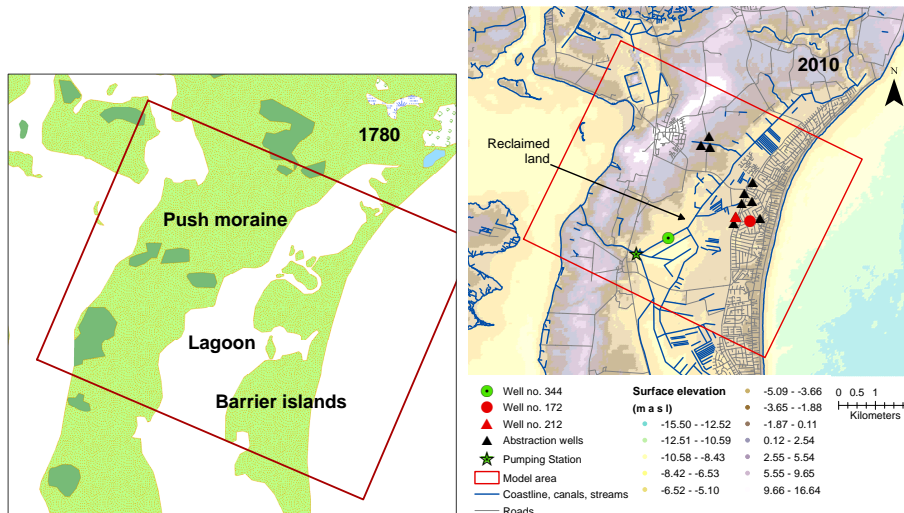 1780
Push moraine
Lagoon
Barrier islands
2010
N
Reclaimed
land
Well no. 344
Well no. 172
Well no. 212
Abstraction wells
Pumping Station
Model area
Coastline, canals, streams
Roads
Surface elevation
(m a s l)
-15.50 - -12.52
-12.51 - -10.59
-10.58 - -8.43
-8.42 - -6.53
-6.52 - -5.10
-5.09 - -3.66
-3.65 - -1.88
-1.87 - 0.11
0.12 - 2.54
2.55 - 5.54
5.55 - 9.65
9.66 - 16.64
0 0.5 1
Kilometers